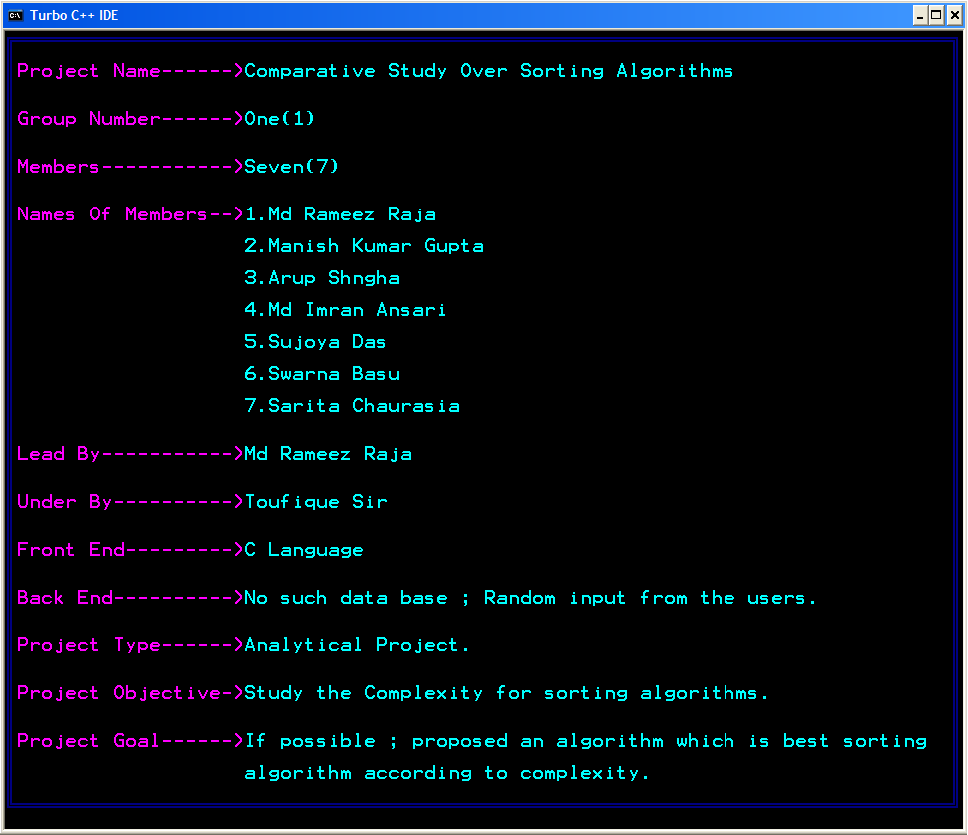 Turbo C++ IDE
Project Name------>Comparative Study Over Sorting Algorithms
Group Number------>One(1)
Members----------->Seven(7)
Names Of Members-->1.Md Rameez Raja
2.Manish Kumar Gupta
3.Arup Shngha
4.Md Imran Ansari
5.Sujoya Das
6.Swarna Basu
7.Sarita Chaurasia
Lead By----------->Md Rameez Raja
Under By---------->Toufique Sir
Front End--------->C Language
Back End---------->No such data base ; Random input from the users.
Project Type------>Analytical Project.
Project Objective->Study the Complexity for sorting algorithms.
Project Goal------>If possible ; proposed an algorithm which is best sorting
algorithm according to complexity.